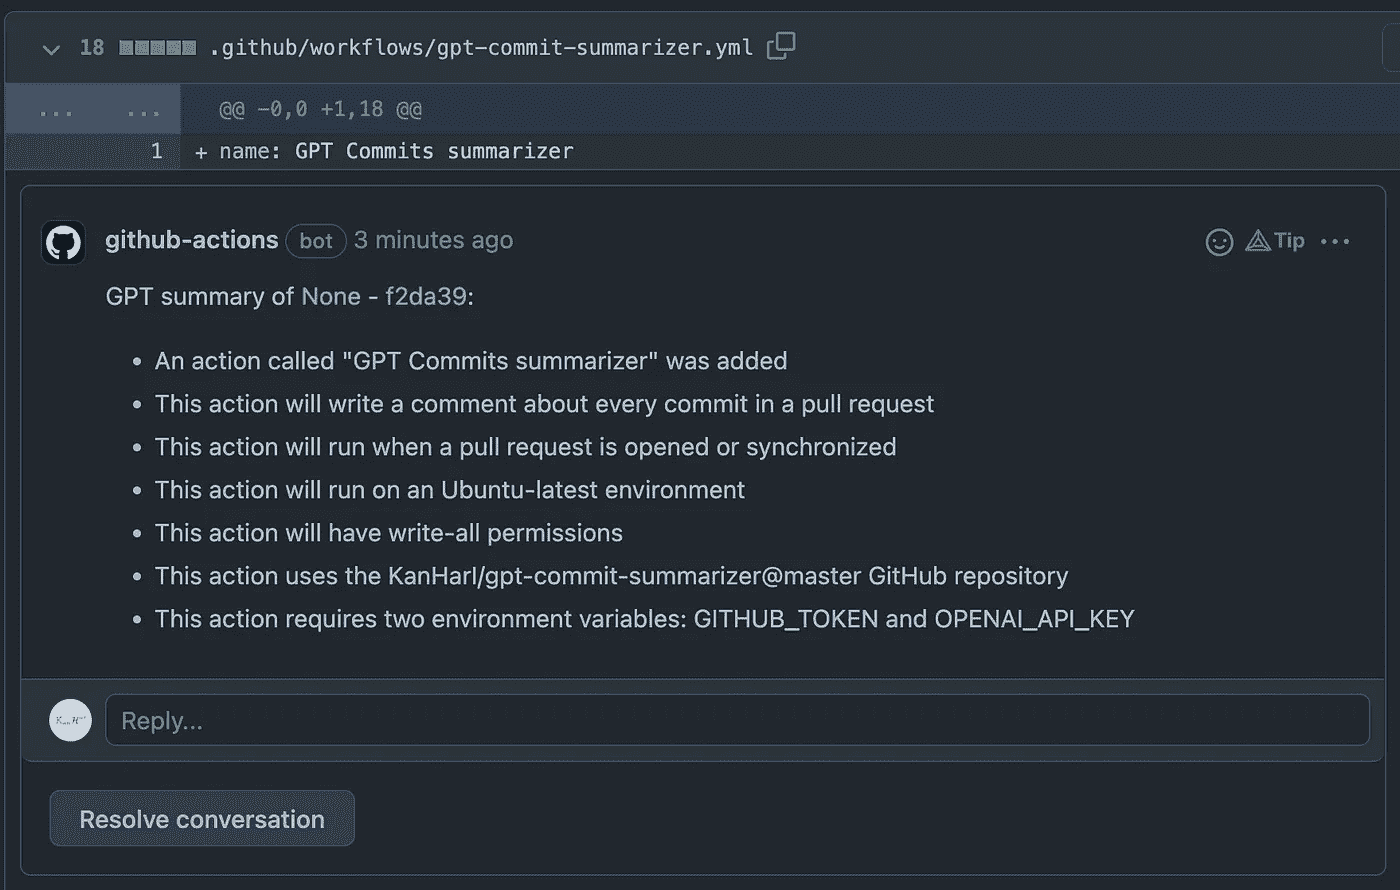 18 .github/workflows/gpt-commit-summarizer.yml
... ... @@ -0,0 +1,18 @@
1 + name: GPT Commits summarizer
github-actions bot 3 minutes ago Tip ...
GPT summary of None - f2da39:
• An action called "GPT Commits summarizer" was added
• This action will write a comment about every commit in a pull request
• This action will run when a pull request is opened or synchronized
• This action will run on an Ubuntu-latest environment
• This action will have write-all permissions
• This action uses the KanHarI/gpt-commit-summarizer@master GitHub repository
• This action requires two environment variables: GITHUB_TOKEN and OPENAI_API_KEY
Reply...
Resolve conversation